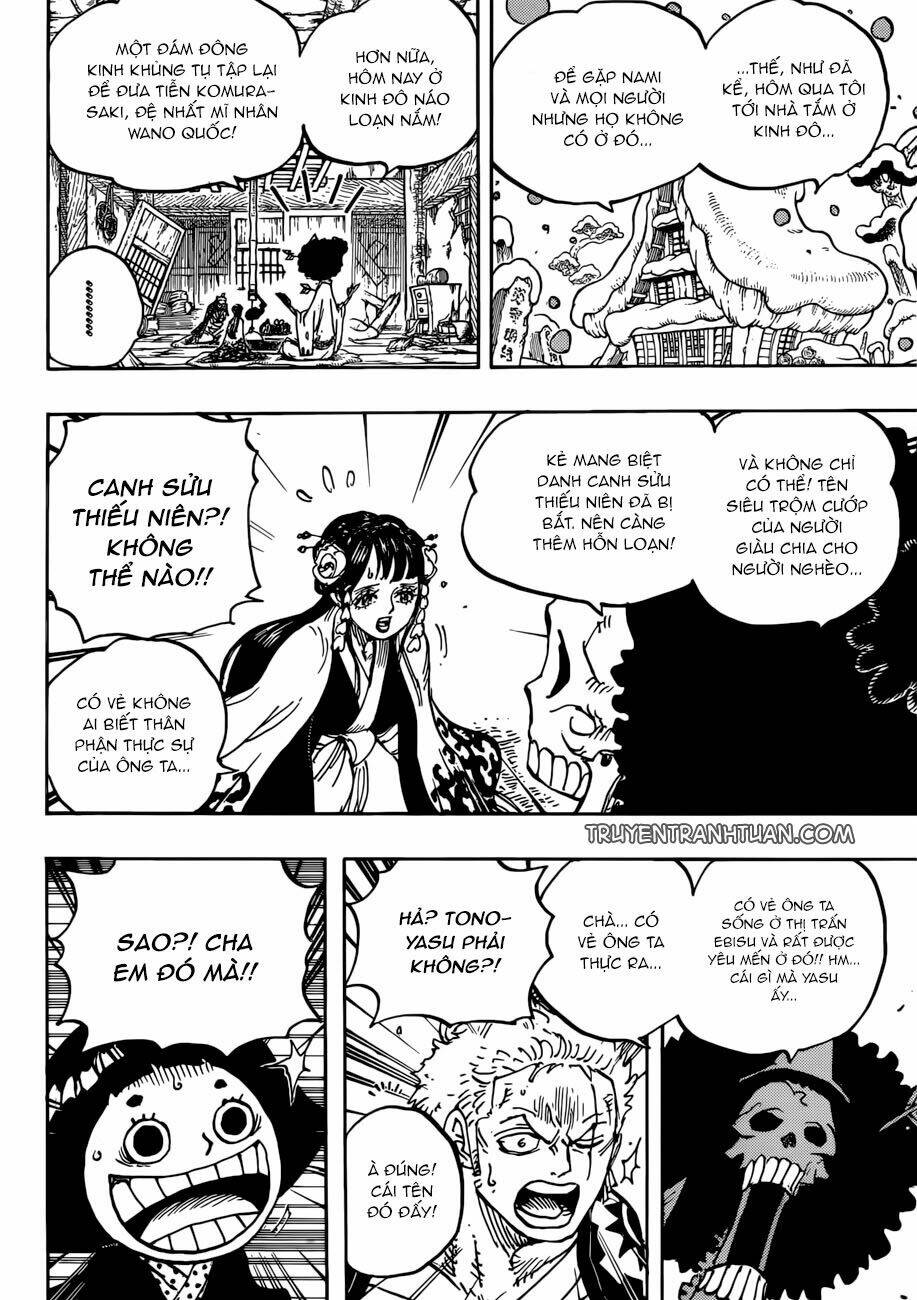 ...THẾ, NHƯ ĐÃ
KỂ, HÔM QUA TÔI
TỚI NHÀ TẮM Ở
KINH ĐÔ...
ĐỂ GẶP NAMI
VÀ MỌI NGƯỜI
NHƯNG HỌ KHÔNG
CÓ Ở ĐÓ...
HƠN NỮA,
HÔM NAY Ở
KINH ĐÔ NÁO
LOẠN NẮM!
MỘT ĐÁM ĐÔNG
KINH KHỦNG TỤ TẬP LẠI
ĐỂ ĐƯA TIỄN KOMURA-
SAKI, ĐỆ NHẤT MĨ NHÂN
WANO QUỐC!
..........
VÀ KHÔNG CHỈ
CÓ THẾ! TÊN
SIÊU TRỘM CƯỚP
CỦA NGƯỜI
GIÀU CHIA CHO
NGƯỜI NGHÈO...
KẺ MANG BIỆT
DANH CANH SỬU
THIẾU NIÊN ĐÃ BỊ
BẮT. NÊN CÀNG
THÊM HỖN LOẠN!
CANH SỬU
THIẾU NIÊN?!
KHÔNG
THỂ NÀO!!
CÓ VẺ KHÔNG
AI BIẾT THÂN
PHẬN THỰC SỰ
CỦA ÔNG TA...
TRUYENTRANHTUAN.COM
CÓ VẺ ÔNG TA
SỐNG Ở THỊ TRẤN
EBISU VÀ RẤT ĐƯỢC
YÊU MẾN Ở ĐÓ!! HM...
CÁI GÌ MÀ YASU
ẤY...
CHÀ... CÓ
VẺ ÔNG TA
THỰC RA...
HẢ? TONO-
YASU PHẢI
KHÔNG?!
À ĐÚNG!
CÁI TÊN
ĐÓ ĐẤY!
SAO?! CHA
EM ĐÓ MÀ!!